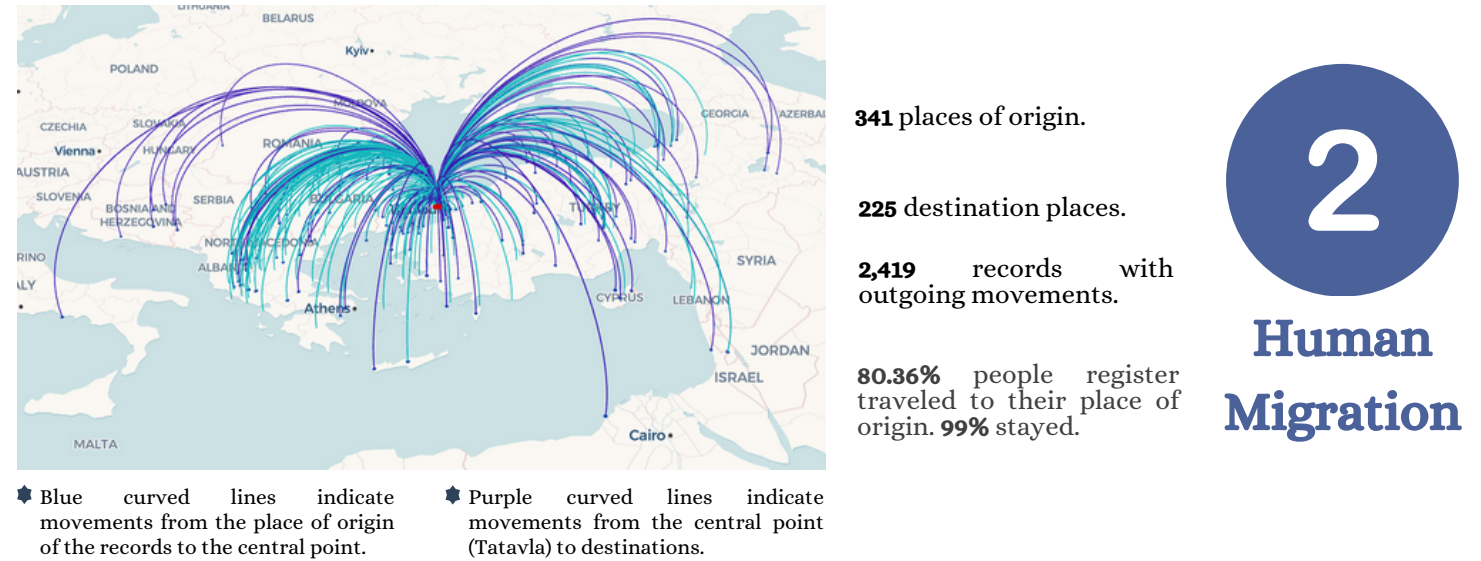 LITHUANIA
BELARUS
Kyiv
POLAND
MOLDOVA
GEORGIA
AZERBAI
CZECHIA
SLOVAKIA
Vienna
HUNGARY
ROMANIA
AUSTRIA
SLOVENIA
SERBIA
BULGARIA
BOSNIA AND
HERZEGOVINA
TURKEY
NORTH MACEDONIA
RINO
ALBANIA
SYRIA
ALY
Athens
CYPRUS
LEBANON
JORDAN
ISRAEL
Cairo
MALTA
Blue curved lines indicate
movements from the place of origin
of the records to the central point.
Purple curved lines indicate
movements from the central point
(Tatavla) to destinations.
341 places of origin.
225 destination places.
2,419 records with
outgoing movements.
80.36% people register
traveled to their place of
origin. 99% stayed.
2
Human
Migration